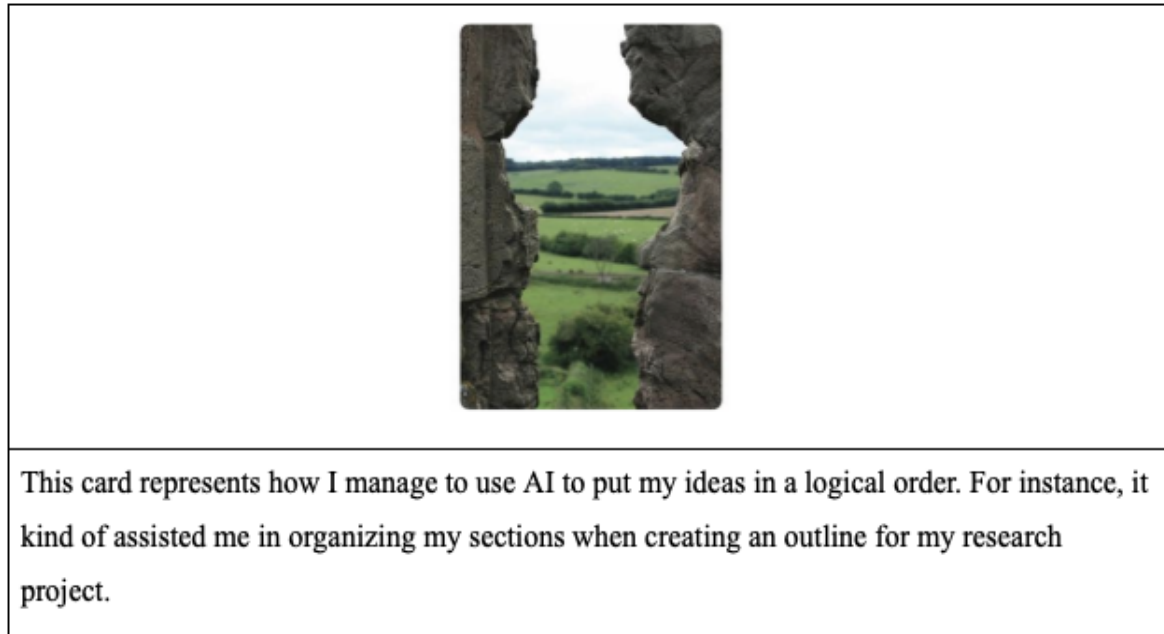 This card represents how I manage to use AI to put my ideas in a logical order. For instance, it
kind of assisted me in organizing my sections when creating an outline for my research
project.